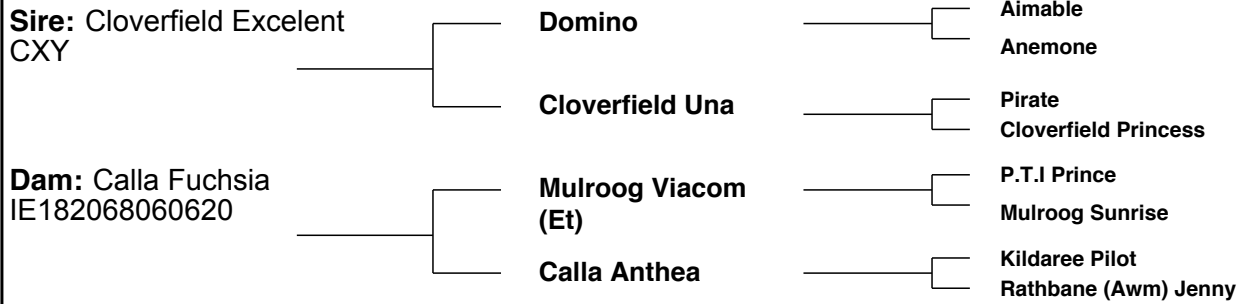 Sire: Cloverfield Excelent
CXY
Domino
Aimable
Anemone
Cloverfield Una
Pirate
Cloverfield Princess
Dam: Calla Fuchsia
IE182068060620
Mulroog Viacom
(Et)
P.T.I Prince
Mulroog Sunrise
Calla Anthea
Kildaree Pilot
Rathbane (Awm) Jenny